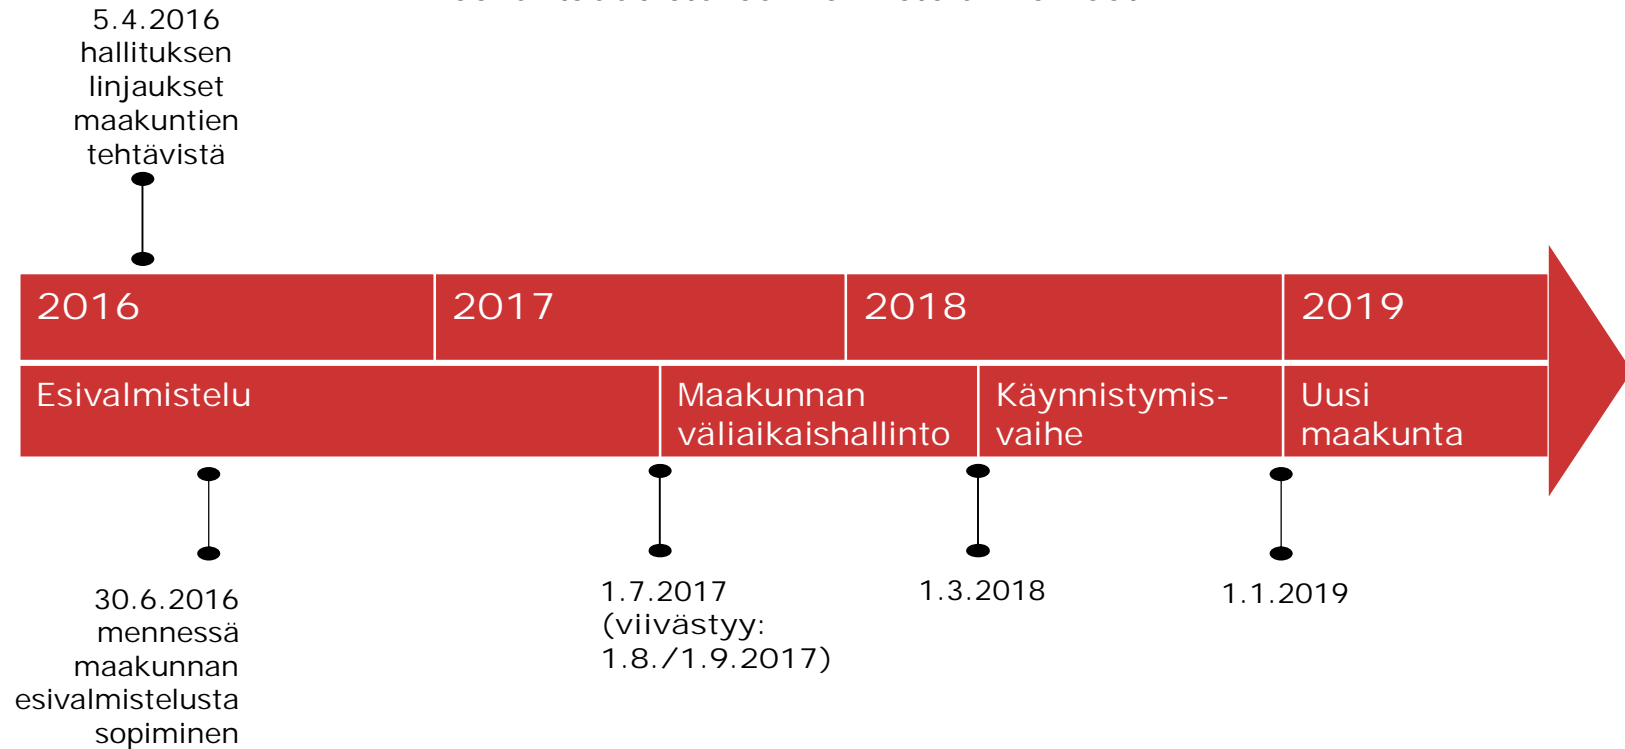 5.4.2016
hallituksen
linjaukset
maakuntien
tehtävistä
2016
2017
2018
2019
Esivalmistelu
Maakunnan
väliaikaishallinto
Käynnistymis-
vaihe
Uusi
maakunta
30.6.2016
mennessä
maakunnan
esivalmistelusta
sopiminen
1.7.2017
(viivästyy:
1.8./1.9.2017)
1.3.2018
1.1.2019